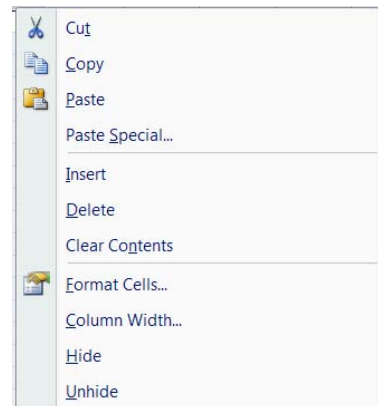 Cut
Copy
Paste
Paste Special...
Insert
Delete
Clear Contents
Format Cells...
Column Width...
Hide
Unhide